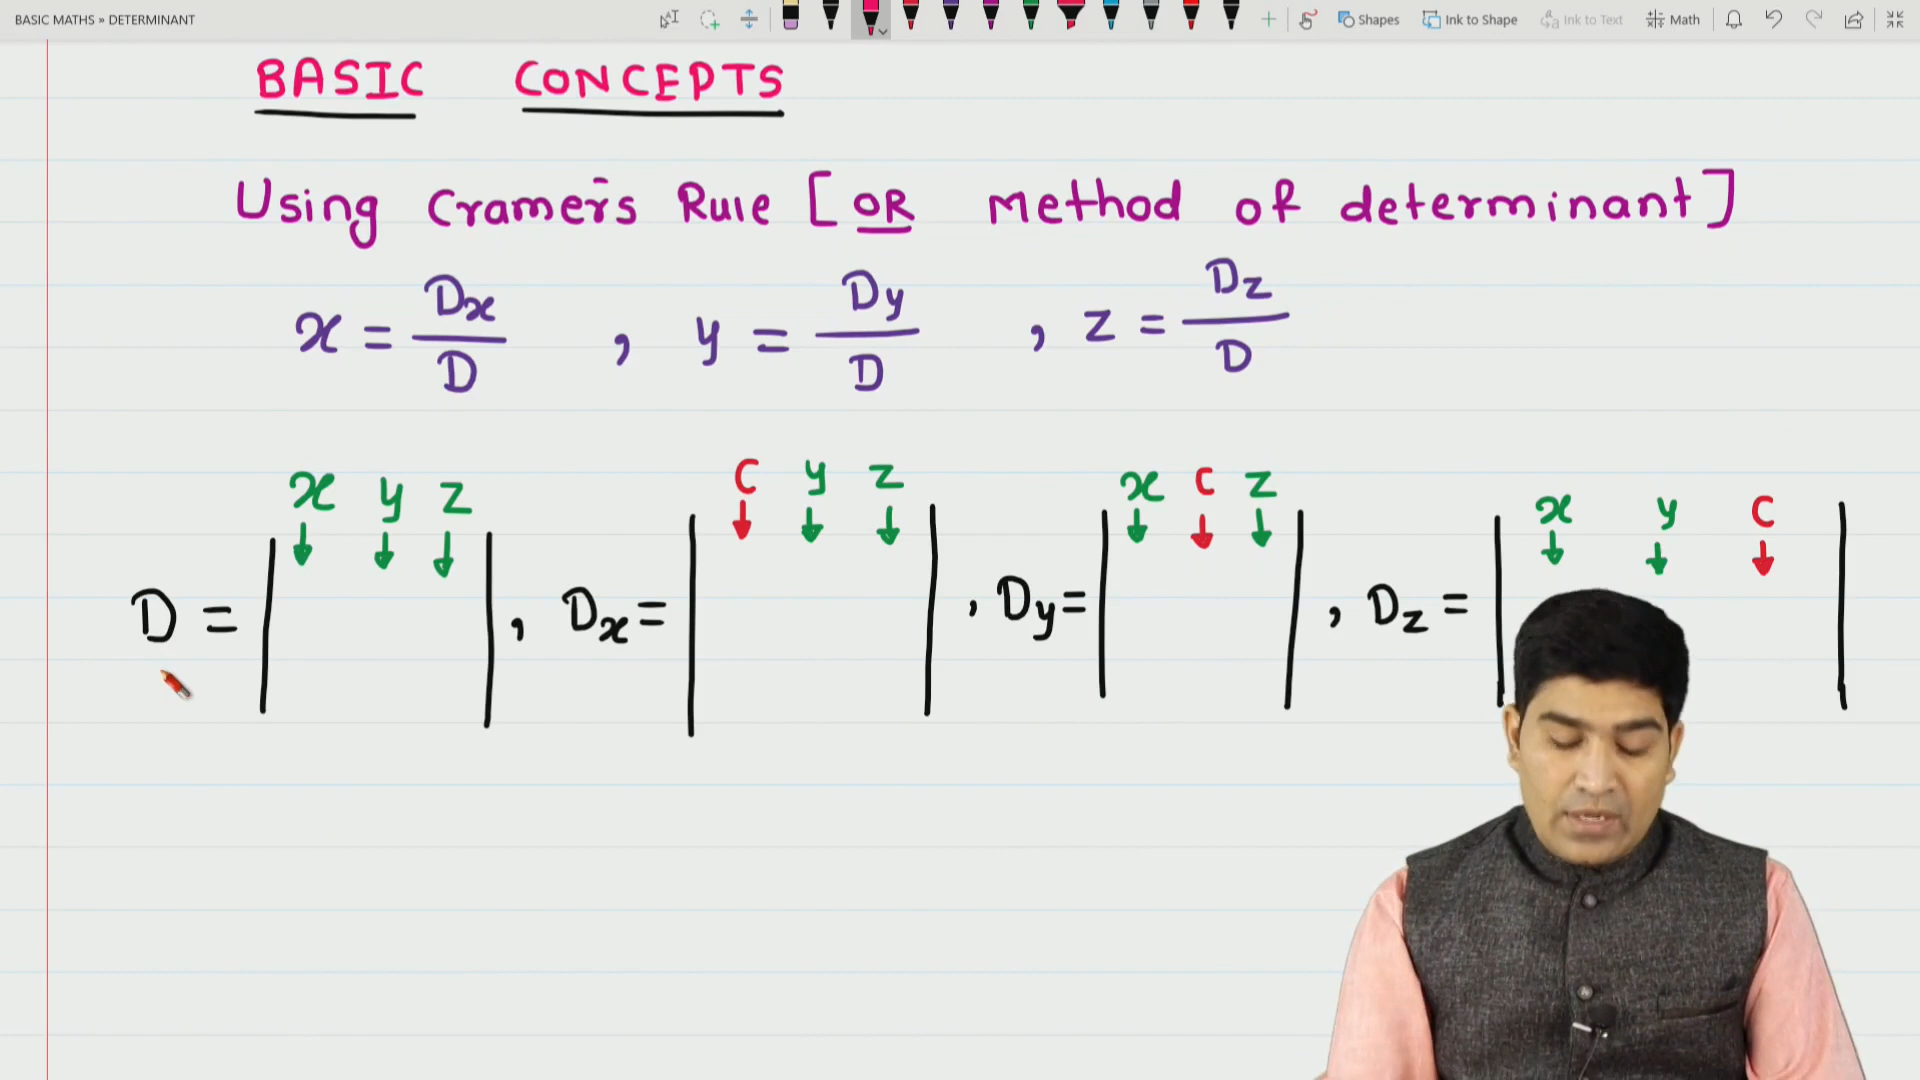 BASIC MATHS » DETERMINANT
Shapes Ink to Shape Ink to Text Math
BASIC CONCEPTS
Using Cramer's Rule [OR method of determinant]
x = Dx/D , y = Dy/D , z = Dz/D
x y z C y z x C z x y C
D = | | , Dx = | | , Dy = | | , Dz = | |